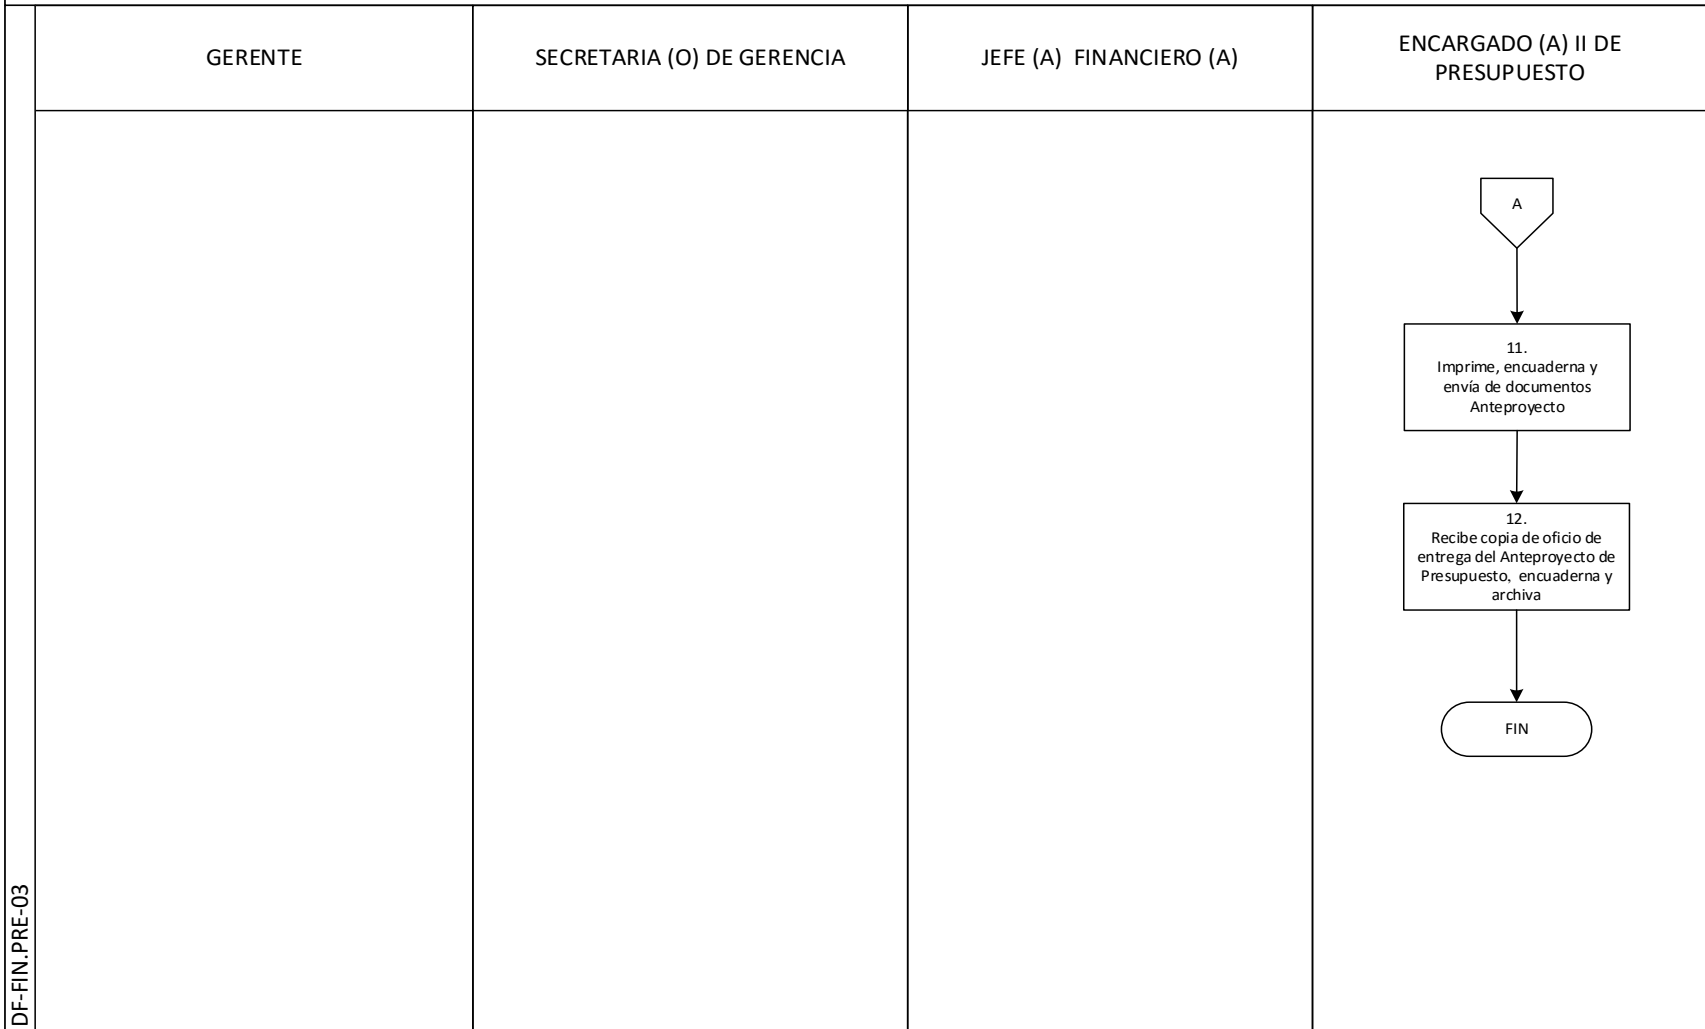 GERENTE
SECRETARIA (O) DE GERENCIA
JEFE (A) FINANCIERO (A)
ENCARGADO (A) II DE
PRESUPUESTO
A
11.
Imprime, encuaderna y
envía de documentos
Anteproyecto
12.
Recibe copia de oficio de
entrega del Anteproyecto de
Presupuesto, encuaderna y
archiva
FIN
DF-FIN.PRE-03